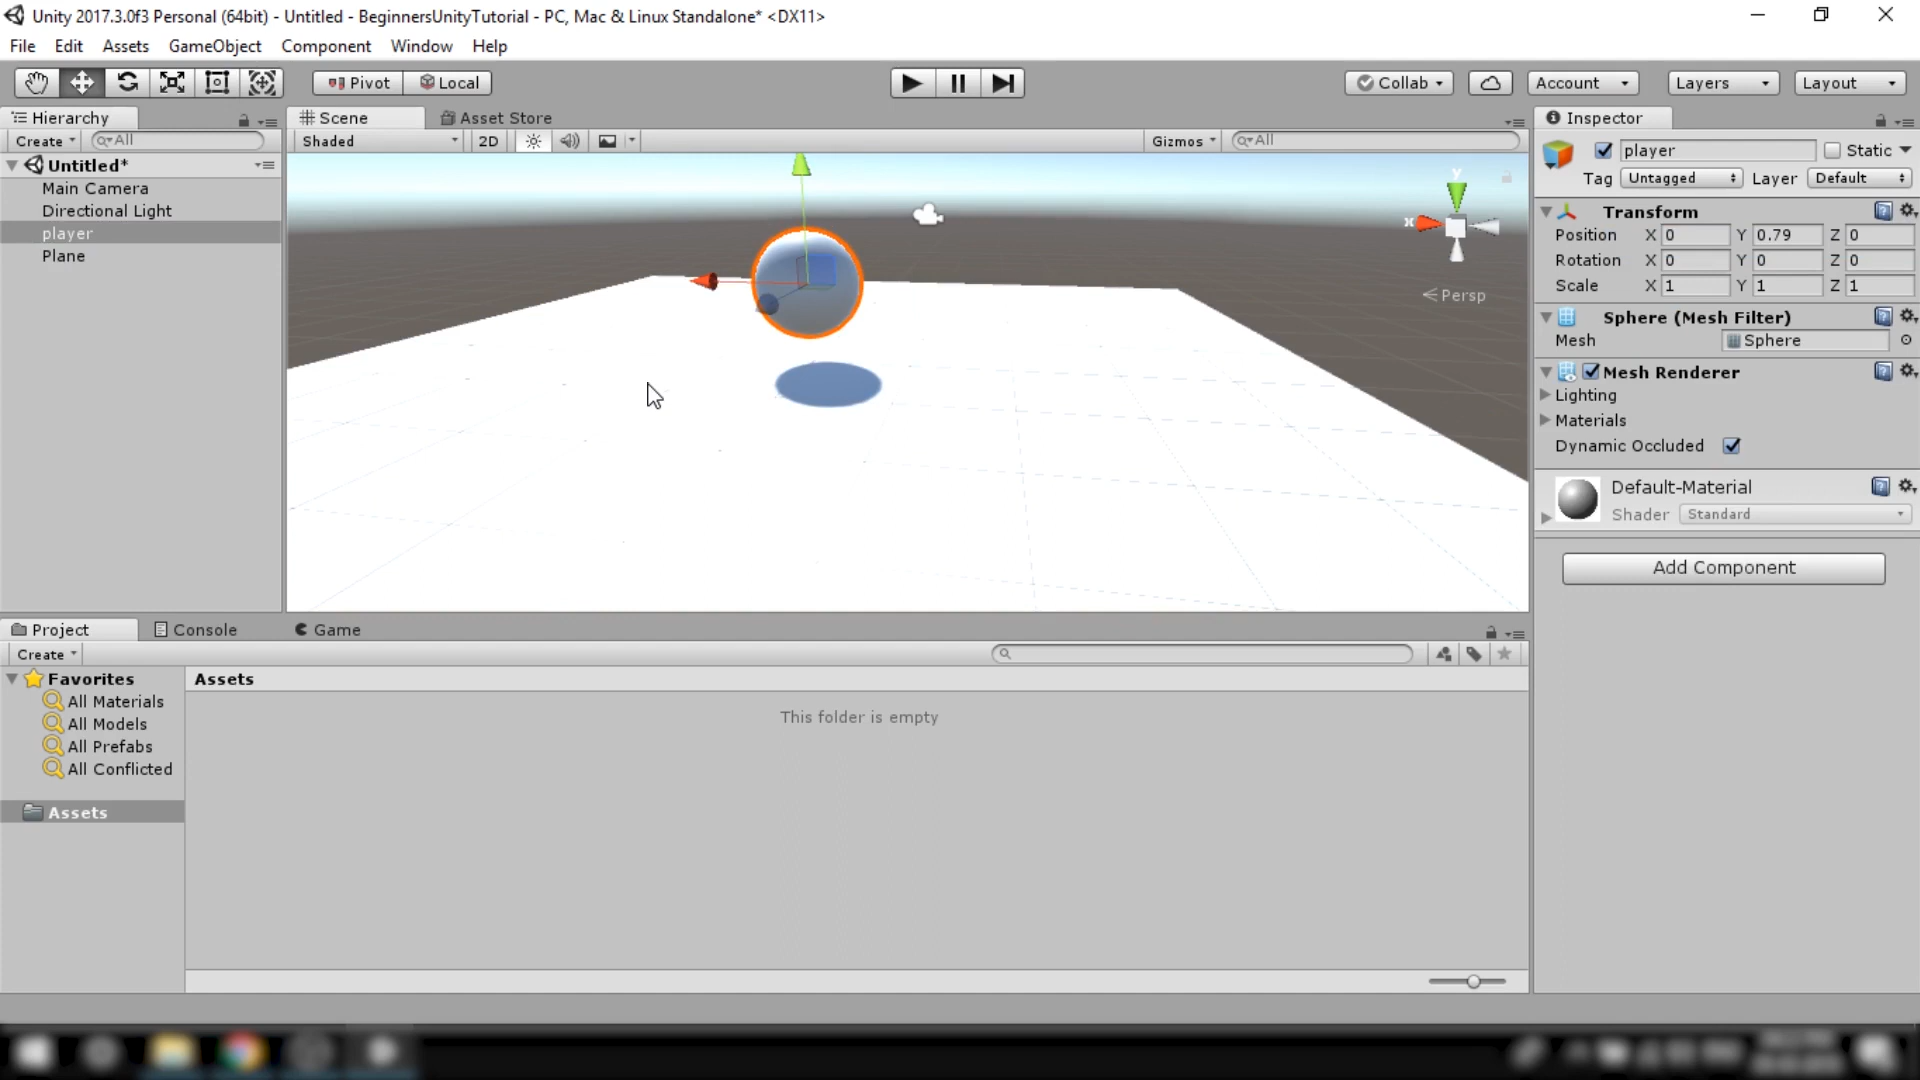 Unity 2017.3.0f3 Personal (64bit) - Untitled - BeginnersUnityTutorial - PC, Mac & Linux Standalone* <DX11>
File Edit Assets GameObject Component Window Help
Pivot Local Collab Account Layers Layout
Hierarchy
Create All
Untitled*
Main Camera
Directional Light
player
Plane
Scene Asset Store
Shaded 2D Gizmos All
y
x
Persp
Inspector
player Static
Tag Untagged Layer Default
Transform
Position X 0 Y 0.79 Z 0
Rotation X 0 Y 0 Z 0
Scale X 1 Y 1 Z 1
Sphere (Mesh Filter)
Mesh Sphere
Mesh Renderer
Lighting
Materials
Dynamic Occluded
Default-Material
Shader Standard
Add Component
Project Console Game
Create
Favorites
All Materials
All Models
All Prefabs
All Conflicted
Assets
Assets
This folder is empty